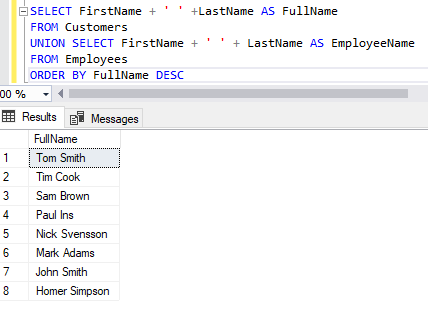 SELECT FirstName + ' ' +LastName AS FullName
FROM Customers
UNION SELECT FirstName + ' ' + LastName AS EmployeeName
FROM Employees
ORDER BY FullName DESC
00 %
Results Messages
FullName
1 Tom Smith
2 Tim Cook
3 Sam Brown
4 Paul Ins
5 Nick Svensson
6 Mark Adams
7 John Smith
8 Homer Simpson